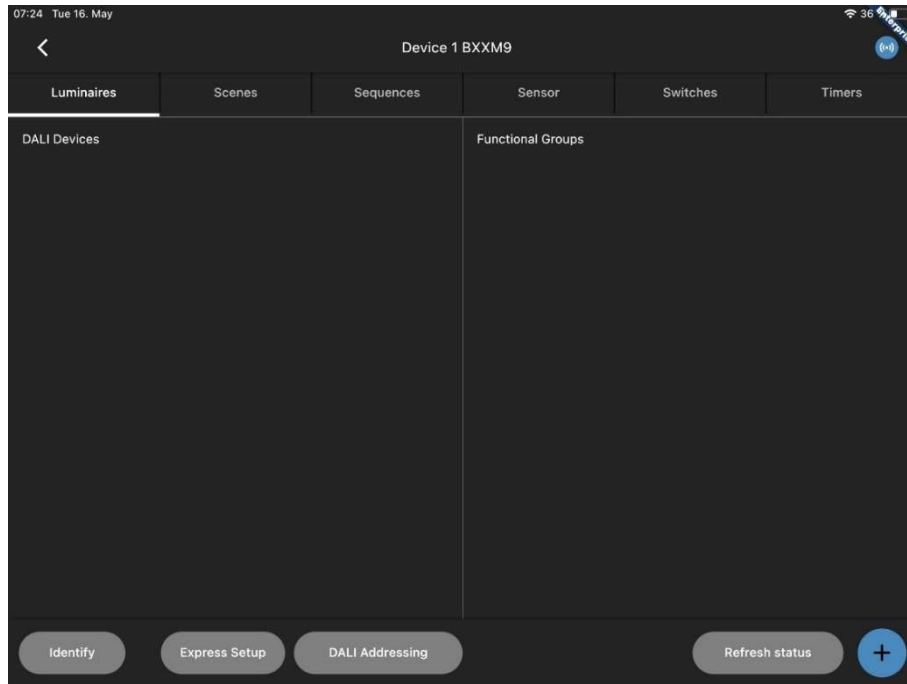 07:24 Tue 16. May
36
Device 1 BXXM9
Luminaires Scenes Sequences Sensor Switches Timers
DALI Devices Functional Groups
Identify Express Setup DALI Addressing Refresh status +